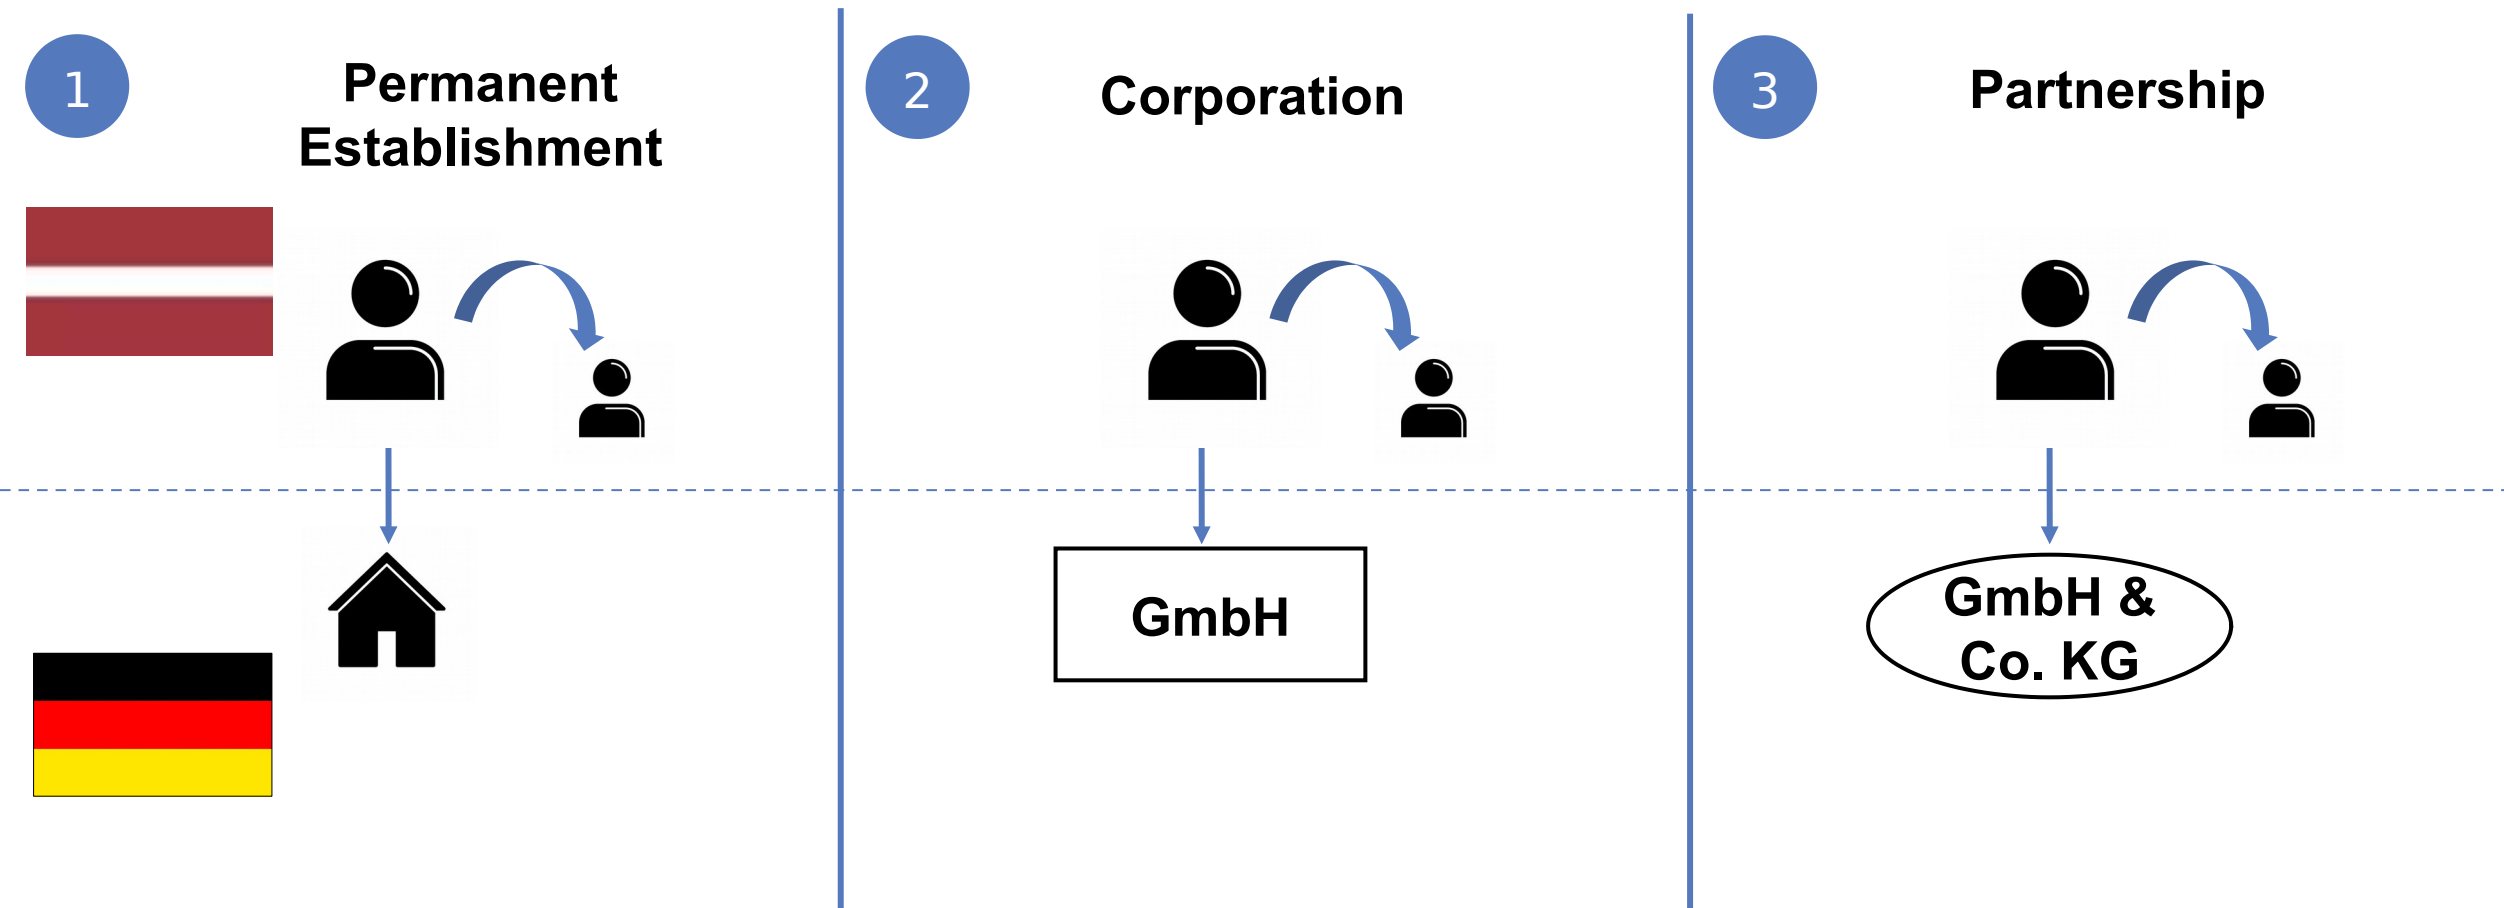 1
Permanent
Establishment
2
Corporation
3
Partnership
GmbH
GmbH &
Co. KG